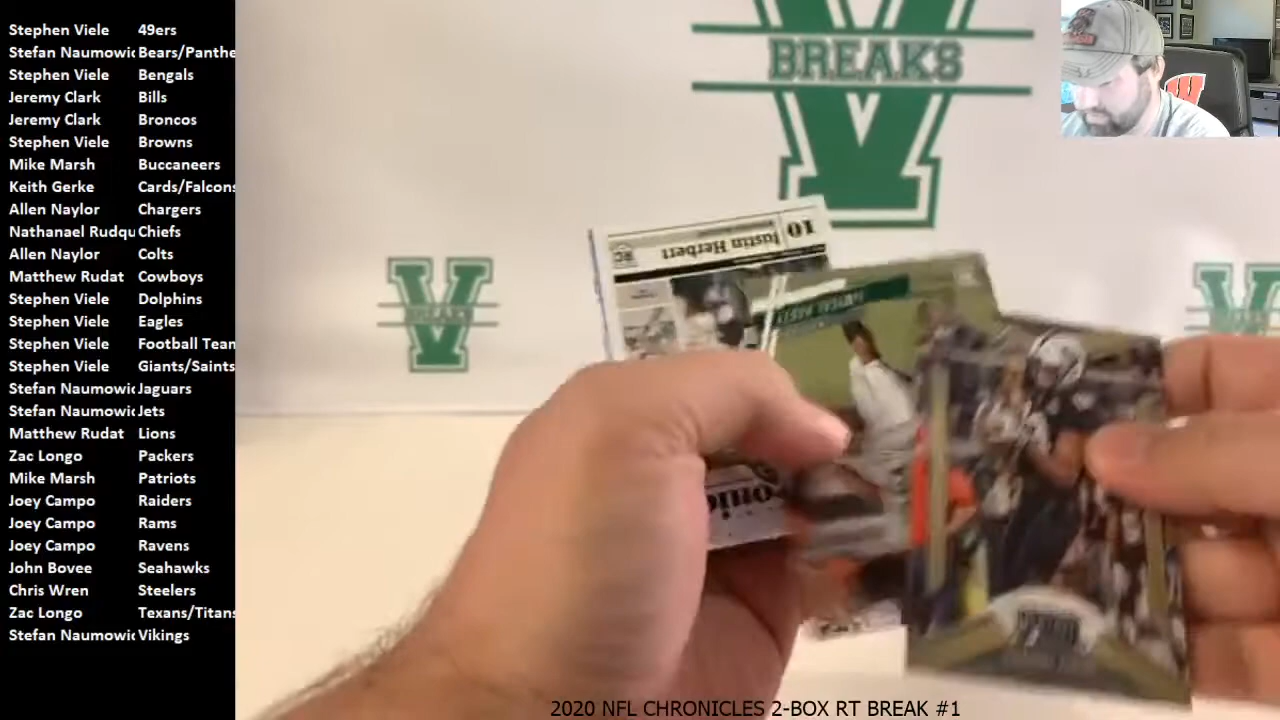 Stephen Viele 49ers
Stefan Naumowic Bears/Panthe
Stephen Viele Bengals
Jeremy Clark Bills
Jeremy Clark Broncos
Stephen Viele Browns
Mike Marsh Buccaneers
Keith Gerke Cards/Falcons
Allen Naylor Chargers
Nathanael Rudqu Chiefs
Allen Naylor Colts
Matthew Rudat Cowboys
Stephen Viele Dolphins
Stephen Viele Eagles
Stephen Viele Football Team
Stephen Viele Giants/Saints
Stefan Naumowic Jaguars
Stefan Naumowic Jets
Matthew Rudat Lions
Zac Longo Packers
Mike Marsh Patriots
Joey Campo Raiders
Joey Campo Rams
Joey Campo Ravens
John Bovee Seahawks
Chris Wren Steelers
Zac Longo Texans/Titans
Stefan Naumowic Vikings
V
BREAKS
V
BREAKS
V
BREAKS
W
10
Justin Herbert
RC
2020 NFL CHRONICLES 2-BOX RT BREAK #1